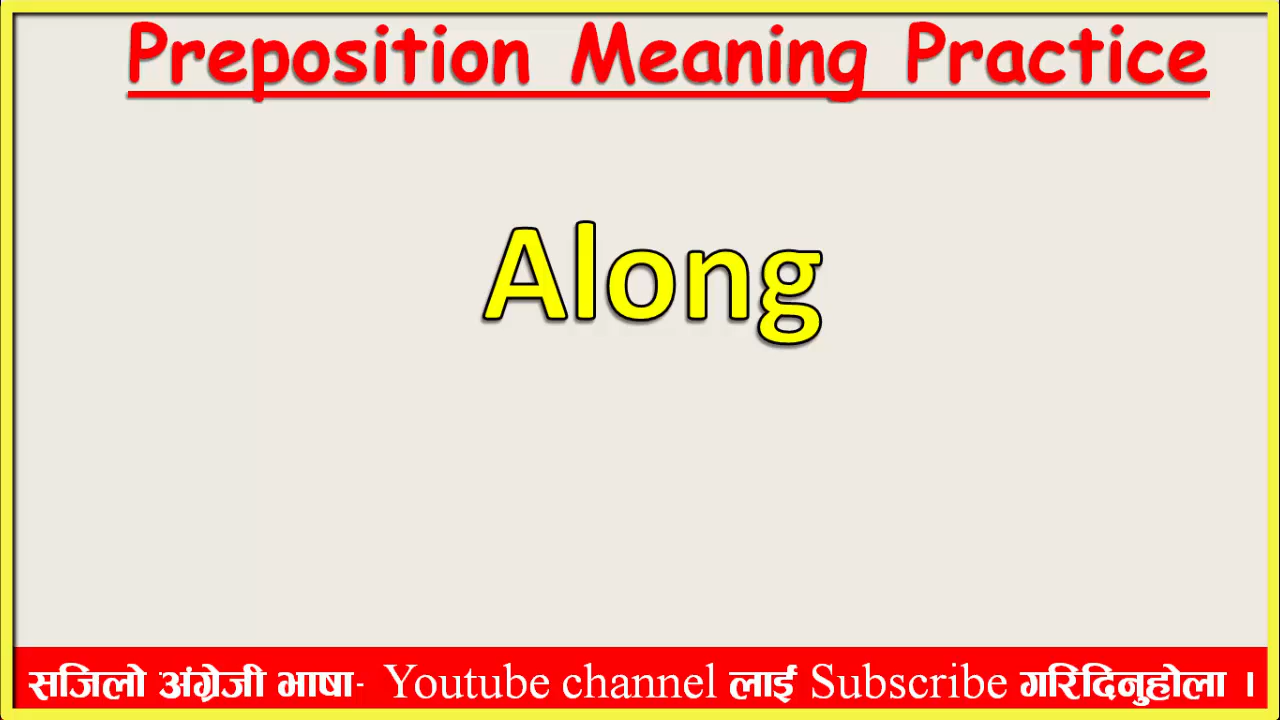 Preposition Meaning Practice
Along
सजिलो अंग्रेजी भाषा- Youtube channel लाई Subscribe गरिदिनुहोला ।